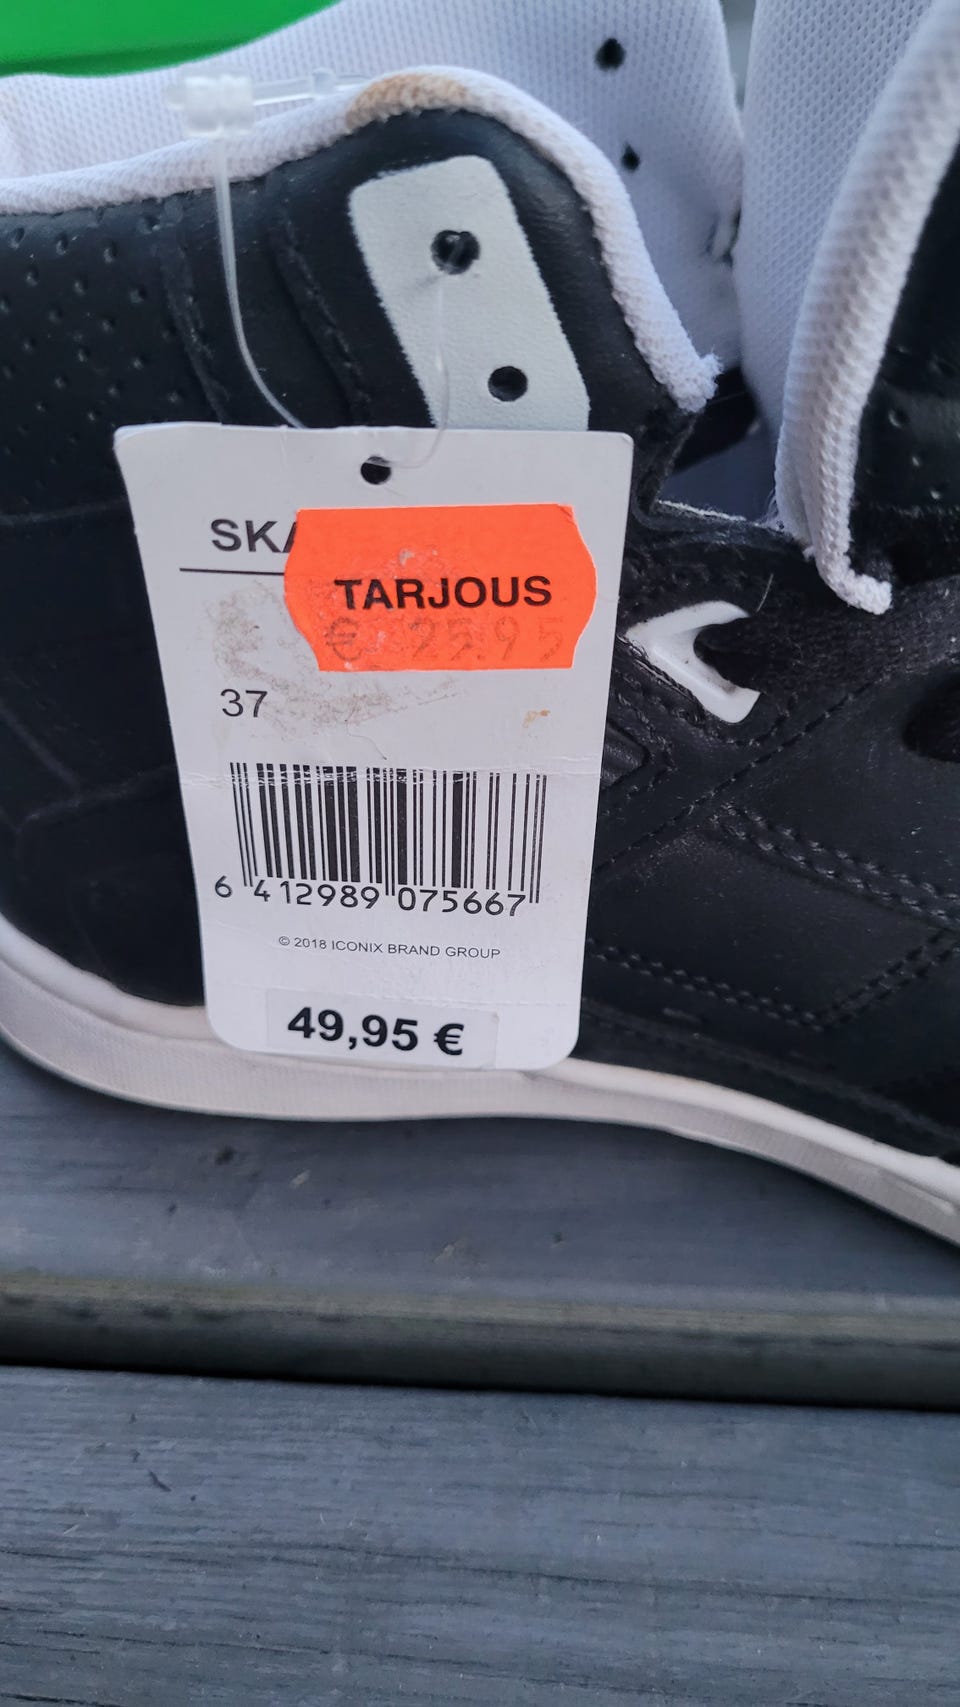 SKA
TARJOUS
€ 25.95
37
6 412989 075667
© 2018 ICONIX BRAND GROUP
49,95 €